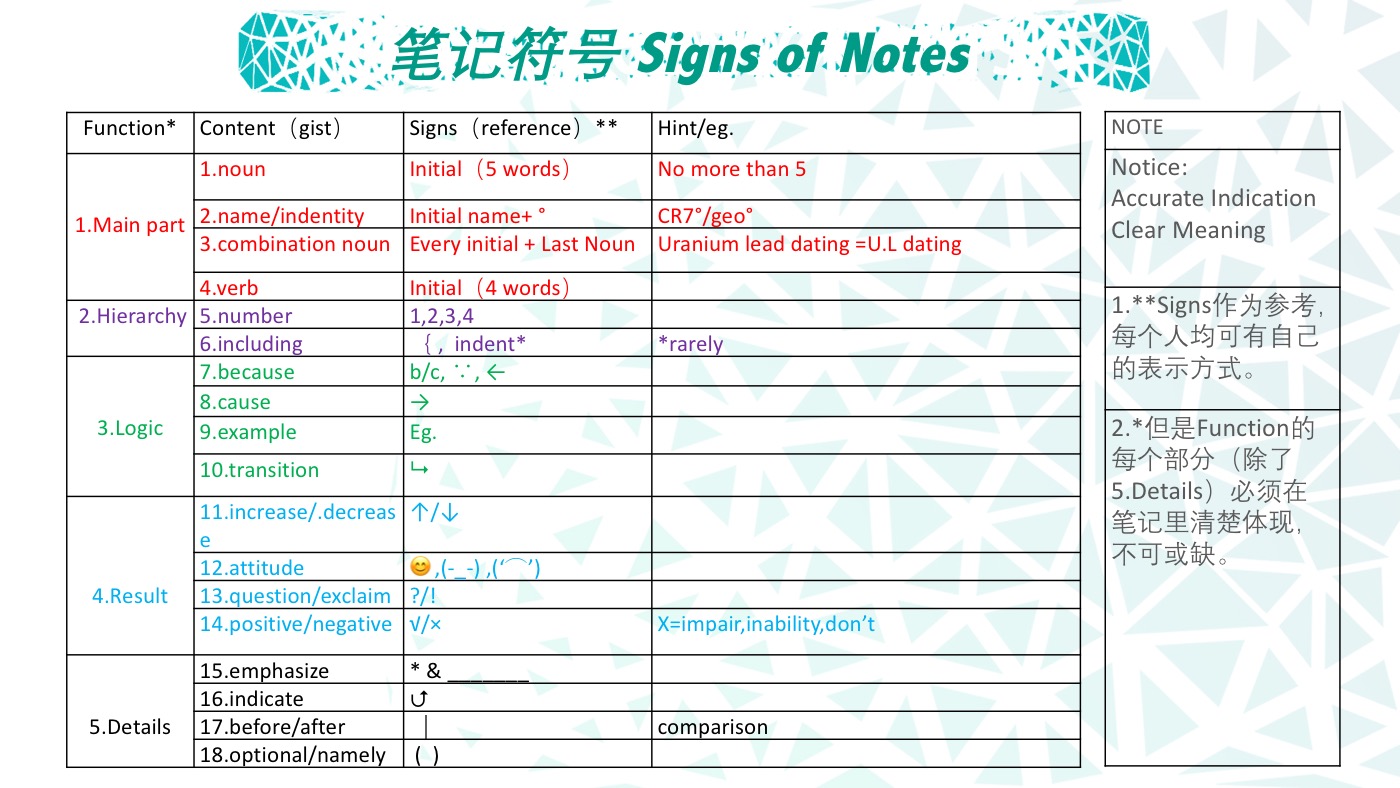 笔记符号 Signs of Notes
Function* Content（gist） Signs（reference）** Hint/eg.
1.Main part
1.noun Initial（5 words） No more than 5
2.name/indentity Initial name+ ° CR7°/geo°
3.combination noun Every initial + Last Noun Uranium lead dating =U.L dating
4.verb Initial（4 words）
2.Hierarchy
5.number 1,2,3,4
6.including ｛ , indent* *rarely
3.Logic
7.because b/c, ∵, ←
8.cause →
9.example Eg.
10.transition ↪
4.Result
11.increase/.decreas ↑/↓
e
12.attitude 😊,(-_-) ,(‘⌒’)
13.question/exclaim ?/!
14.positive/negative √/× X=impair,inability,don’t
5.Details
15.emphasize * & _______
16.indicate ⤴
17.before/after │ comparison
18.optional/namely ( )
NOTE
Notice:
Accurate Indication
Clear Meaning
1.**Signs作为参考,
每个人均可有自己
的表示方式。
2.*但是Function的
每个部分（除了
5.Details）必须在
笔记里清楚体现,
不可或缺。